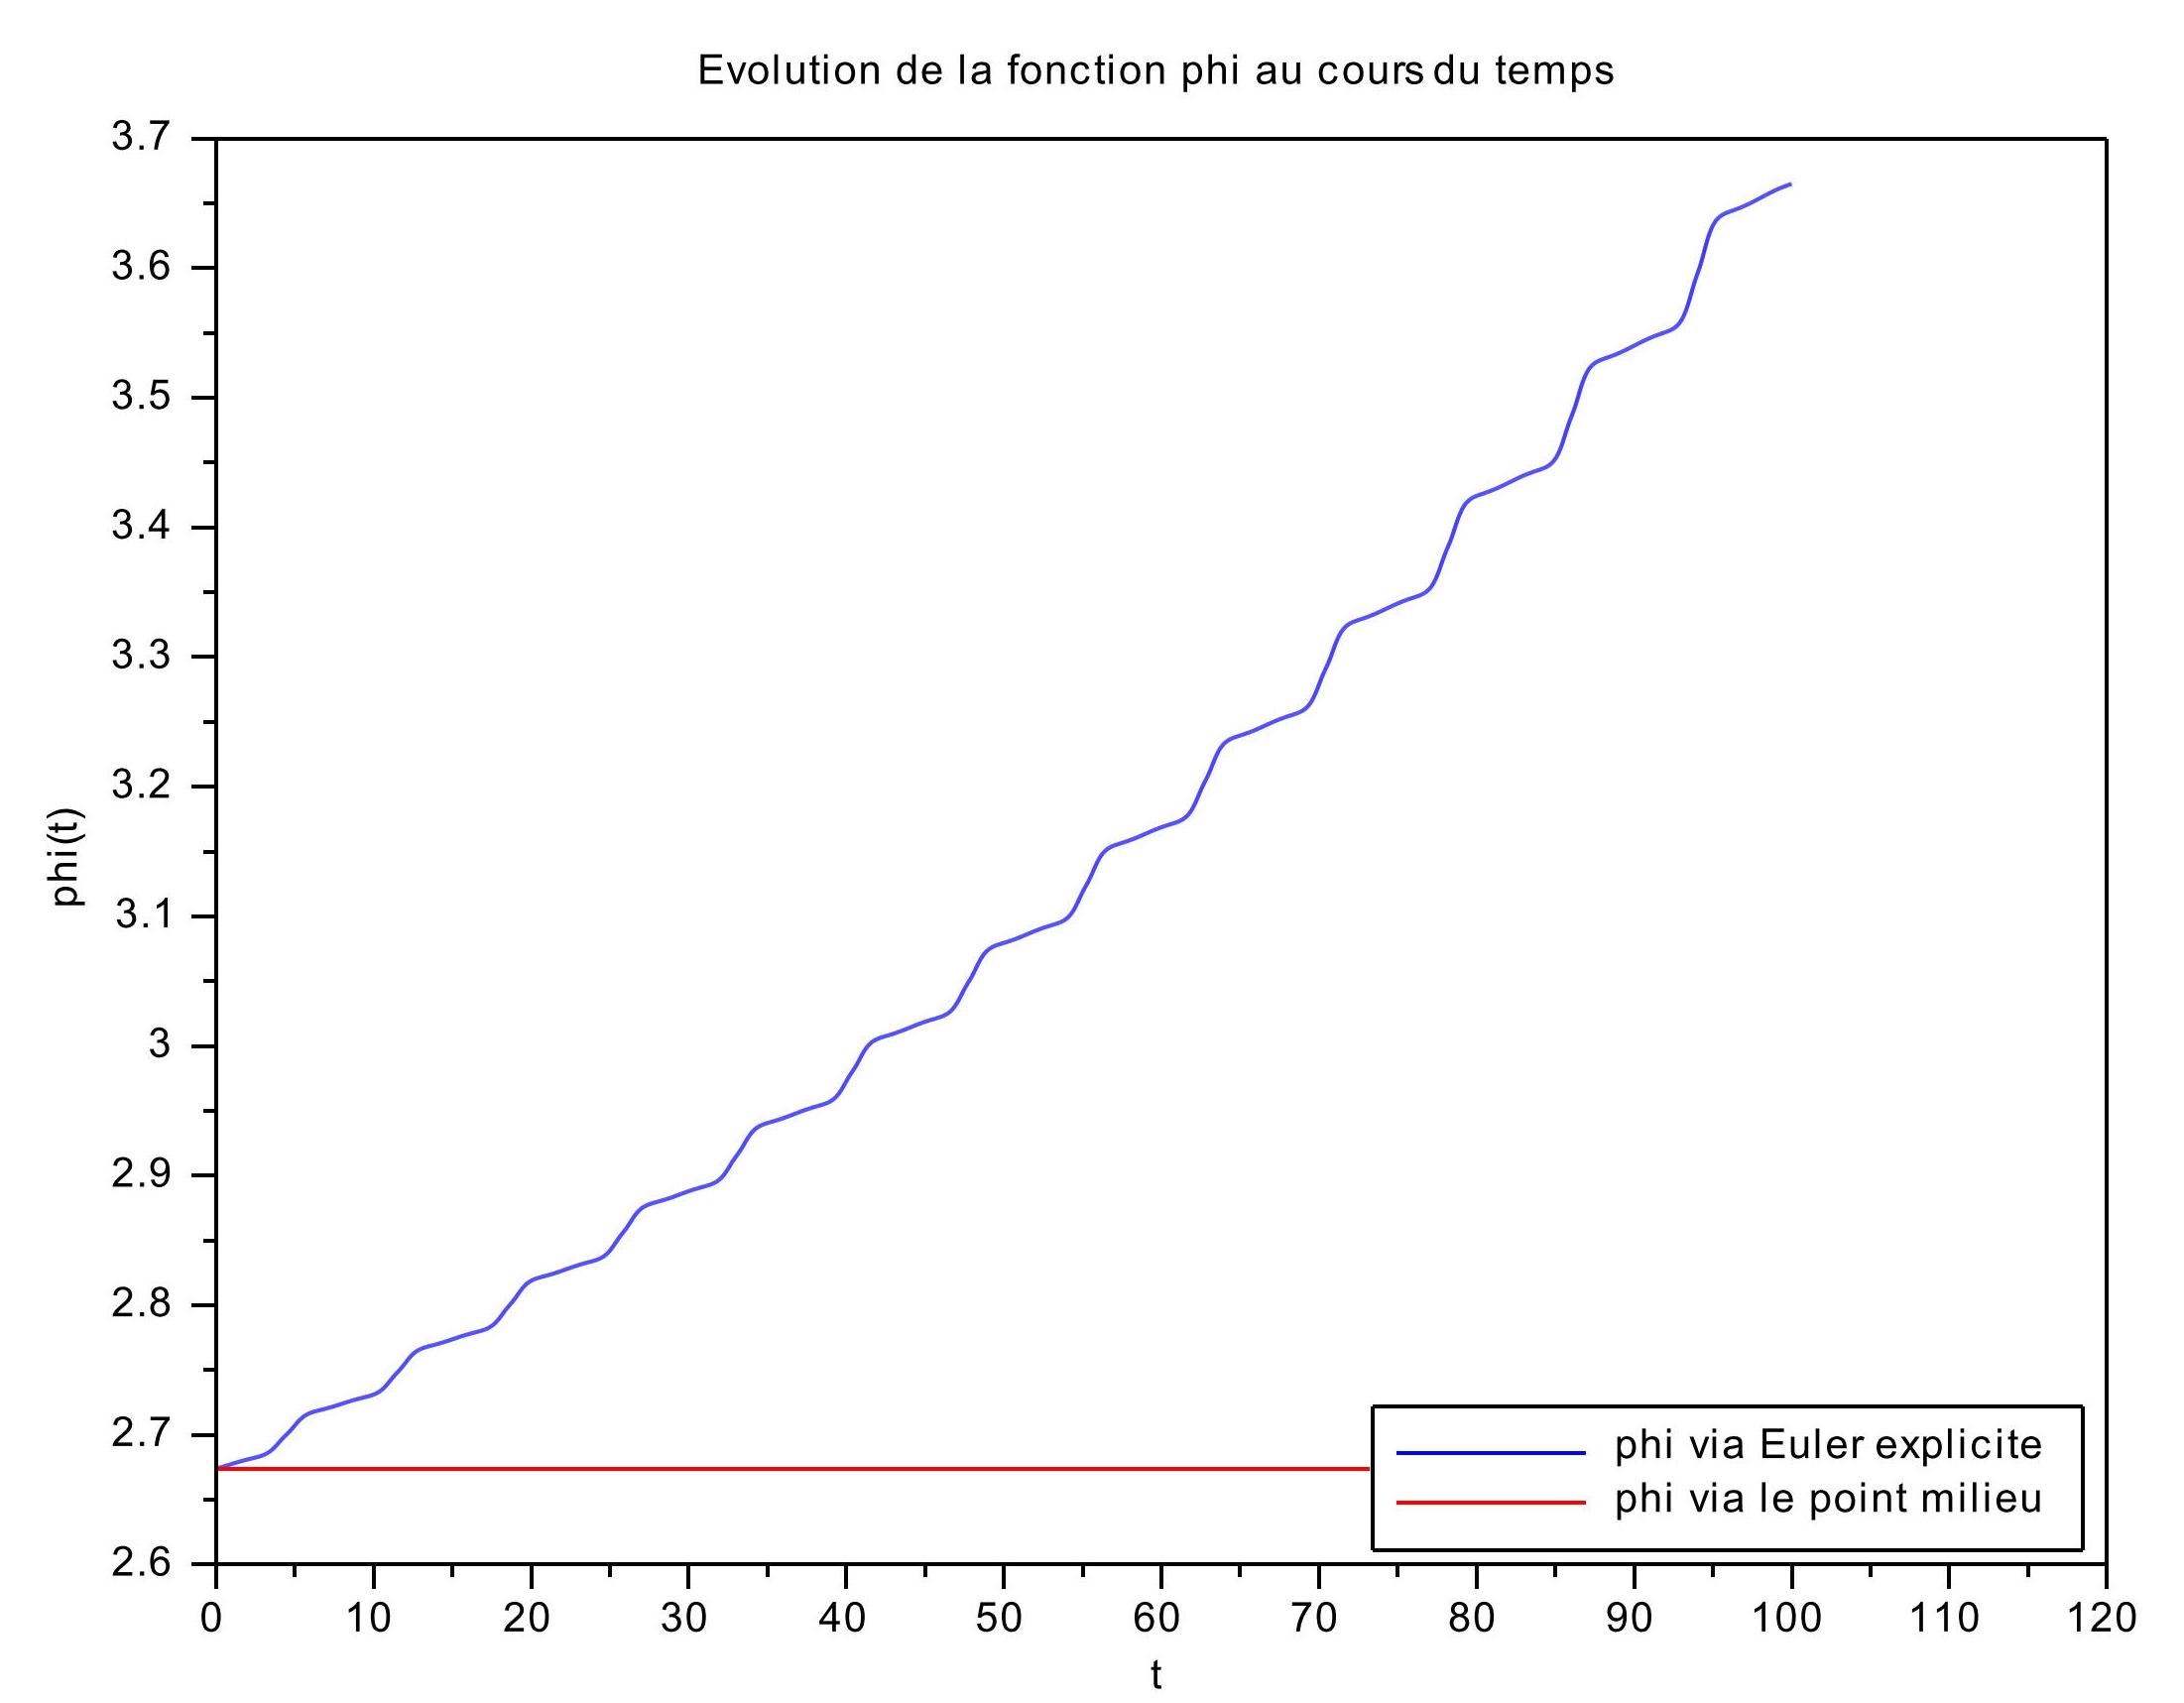 Evolution de la fonction phi au cours du temps
3.7
3.6
3.5
3.4
3.3
3.2
3.1
3
2.9
2.8
2.7
2.6
phi(t)
phi via Euler explicite
phi via le point milieu
0 10 20 30 40 50 60 70 80 90 100 110 120
t